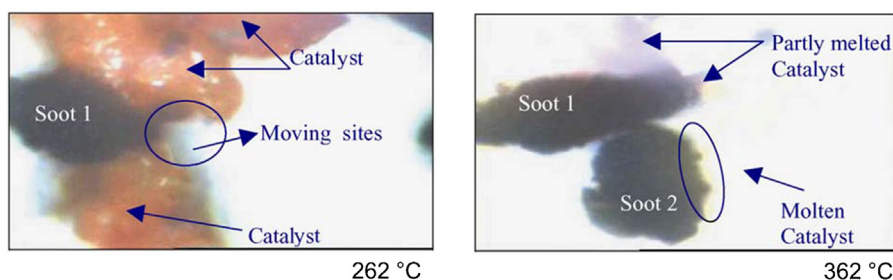 Catalyst
Soot 1
Moving sites
Catalyst
262 °C
Partly melted
Catalyst
Soot 1
Soot 2
Molten
Catalyst
362 °C